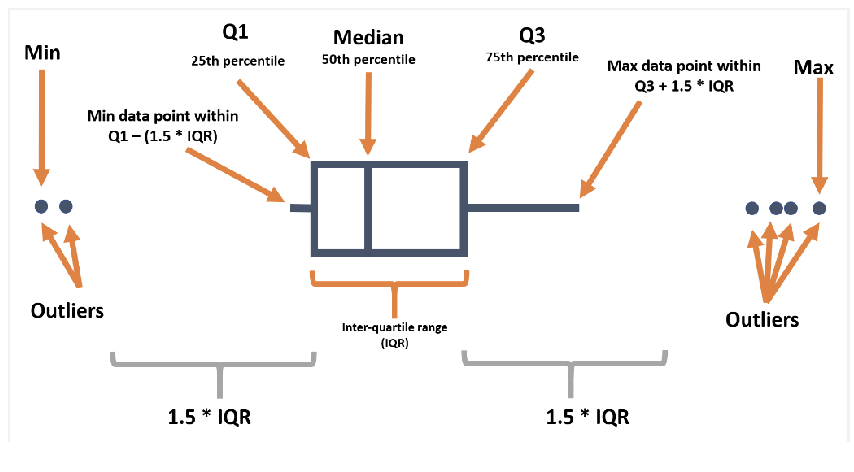 Min
Q1
25th percentile
Median
50th percentile
Q3
75th percentile
Max data point within
Q3 + 1.5 * IQR
Max
Min data point within
Q1 – (1.5 * IQR)
Outliers
Inter-quartile range
(IQR)
Outliers
1.5 * IQR
1.5 * IQR